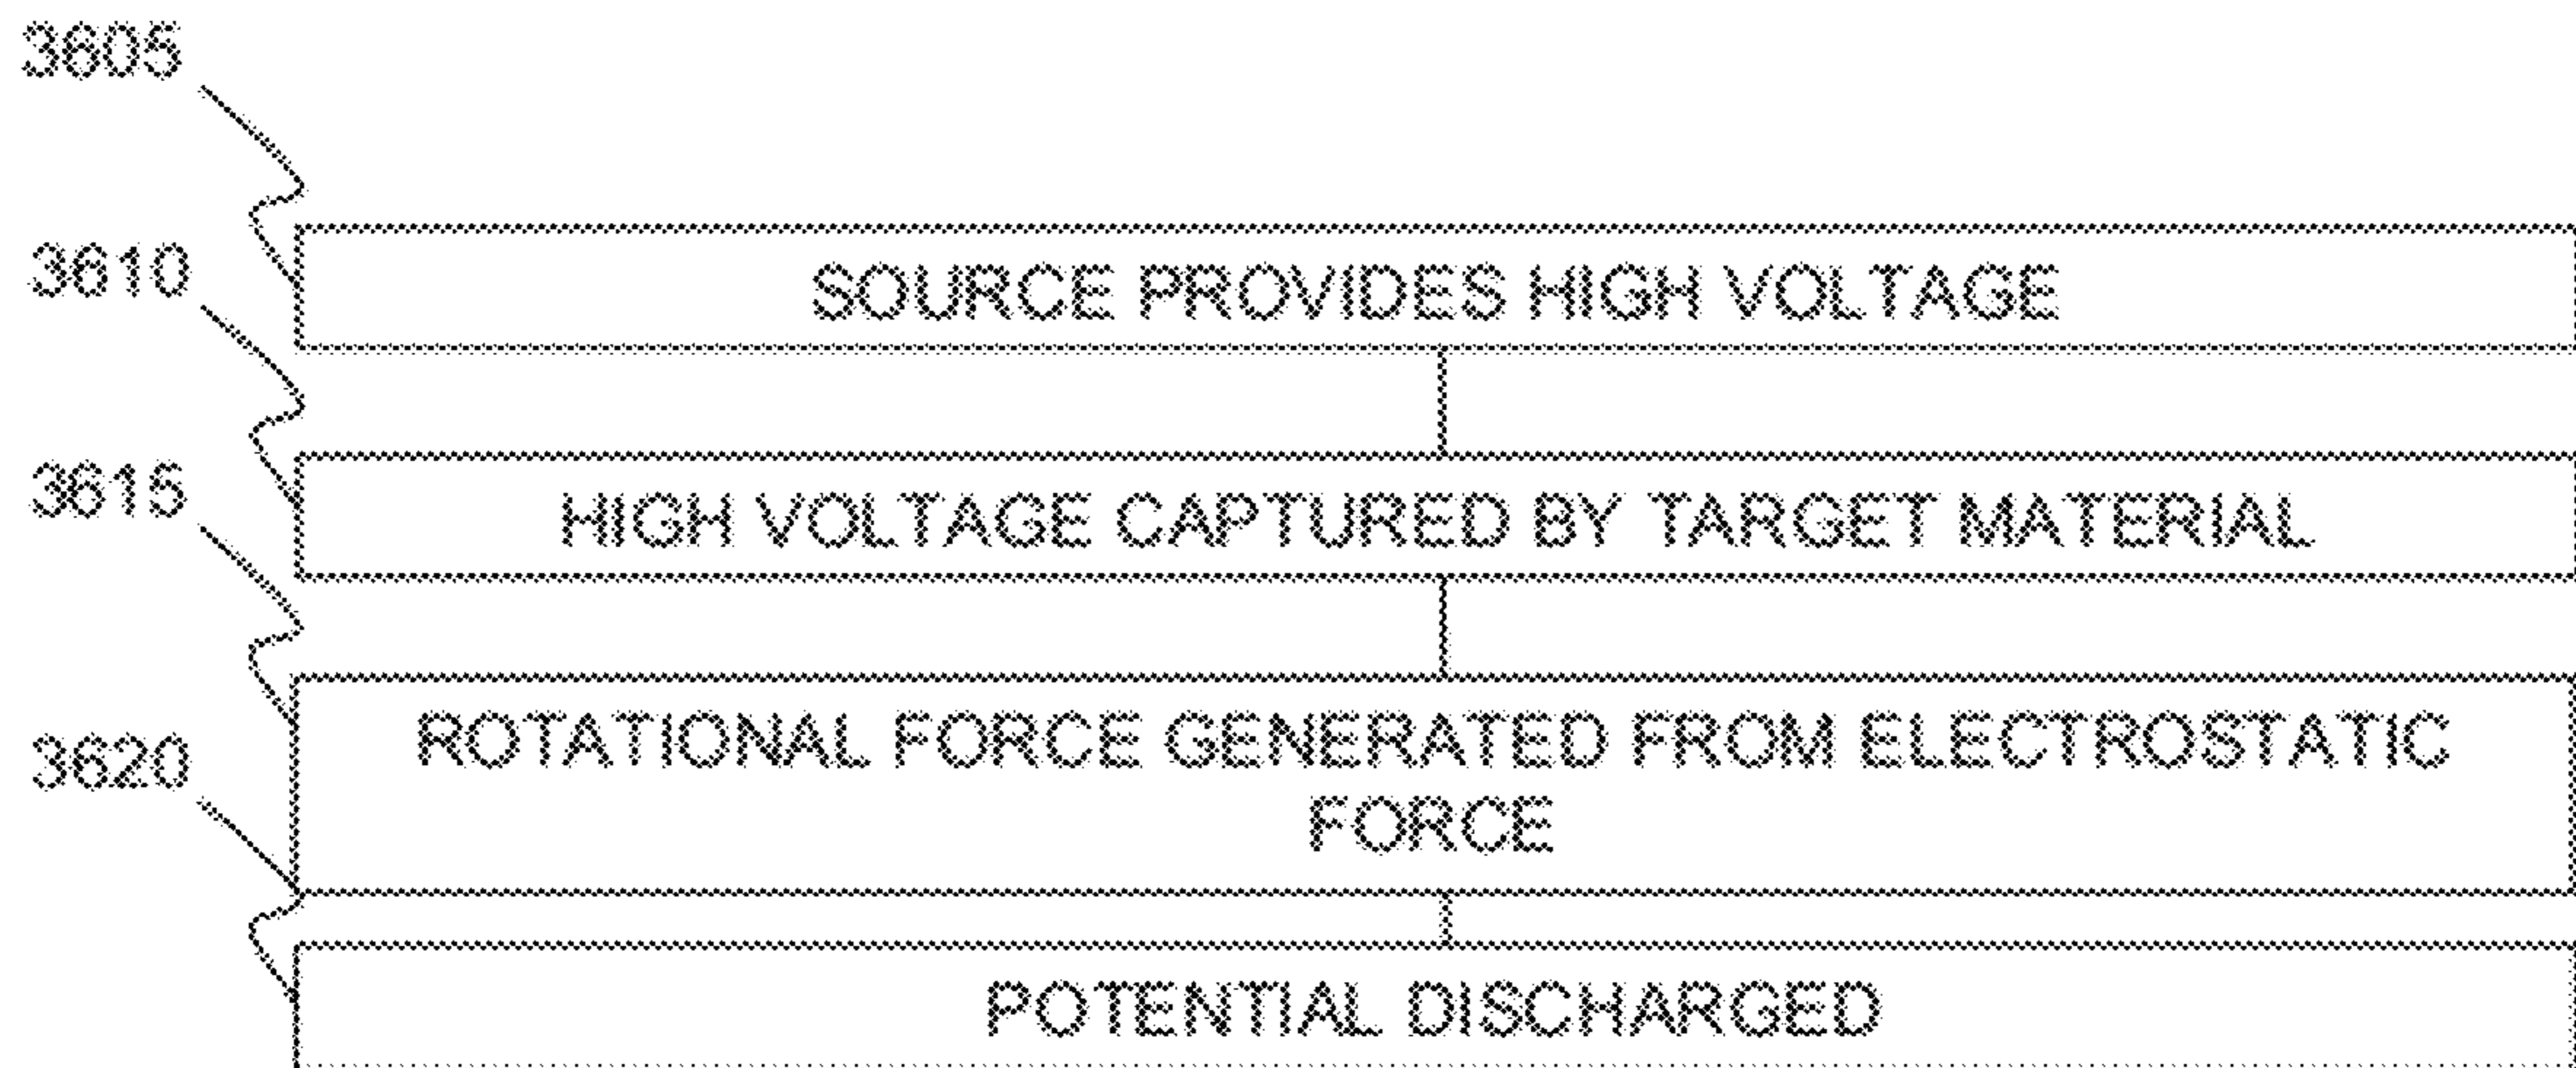 3605
SOURCE PROVIDES HIGH VOLTAGE
3610
HIGH VOLTAGE CAPTURED BY TARGET MATERIAL
3615
ROTATIONAL FORCE GENERATED FROM ELECTROSTATIC
FORCE
3620
POTENTIAL DISCHARGED